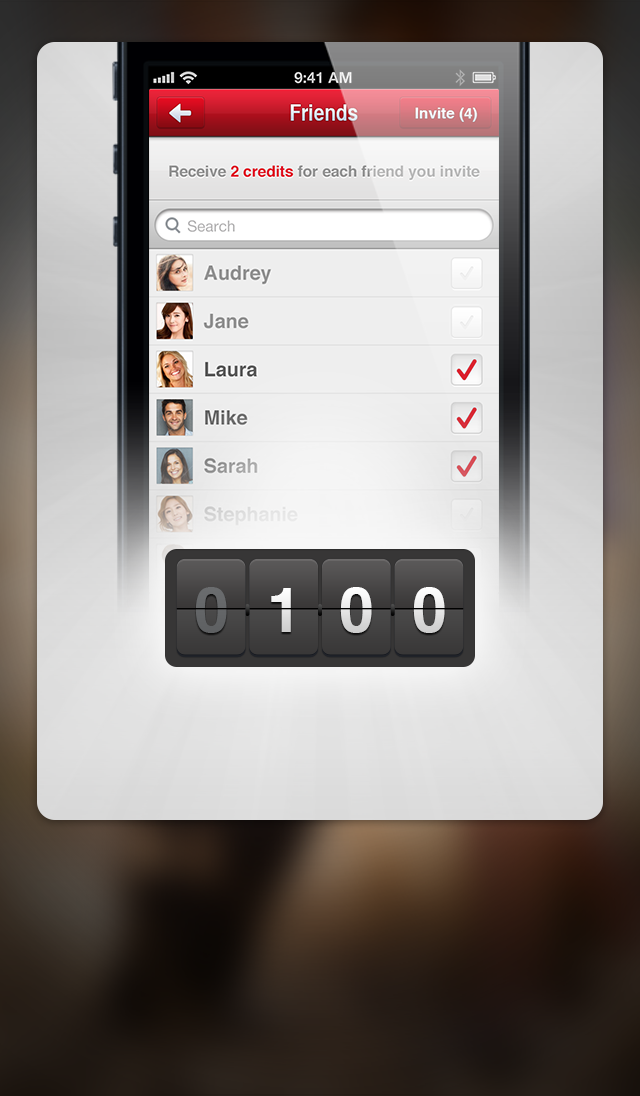 9:41 AM
Friends
Invite (4)
Receive 2 credits for each friend you invite
Search
Audrey
Jane
Laura
Mike
Sarah
Stephanie
0 1 0 0